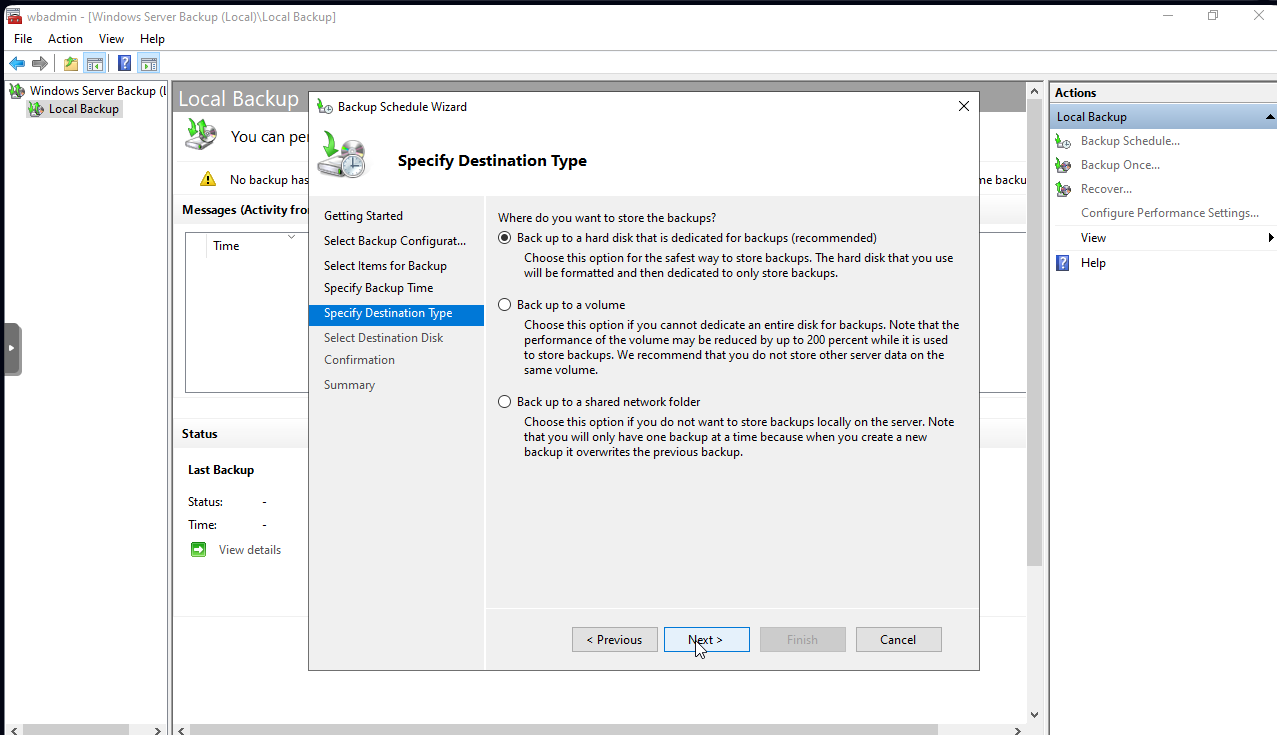 wbadmin - [Windows Server Backup (Local)\Local Backup]
File Action View Help
Windows Server Backup (L
Local Backup
Local Backup
You can per
No backup has
me backu
Messages (Activity fro
Time
Status
Last Backup
Status: -
Time: -
View details
Backup Schedule Wizard
Specify Destination Type
Getting Started
Select Backup Configurat...
Select Items for Backup
Specify Backup Time
Specify Destination Type
Select Destination Disk
Confirmation
Summary
Where do you want to store the backups?
Back up to a hard disk that is dedicated for backups (recommended)
Choose this option for the safest way to store backups. The hard disk that you use
will be formatted and then dedicated to only store backups.
Back up to a volume
Choose this option if you cannot dedicate an entire disk for backups. Note that the
performance of the volume may be reduced by up to 200 percent while it is used
to store backups. We recommend that you do not store other server data on the
same volume.
Back up to a shared network folder
Choose this option if you do not want to store backups locally on the server. Note
that you will only have one backup at a time because when you create a new
backup it overwrites the previous backup.
< Previous Next > Finish Cancel
Actions
Local Backup
Backup Schedule...
Backup Once...
Recover...
Configure Performance Settings...
View
Help